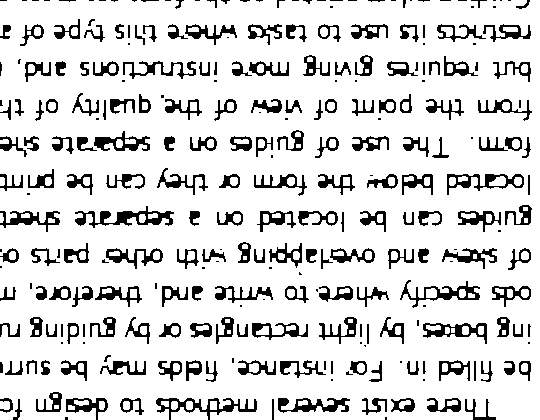 There exist several methods to design fo
be filled in. For instance, fields may be surr
ing boxes, by light rectangles or by guiding ru
ods specify where to write and, therefore, m
of skew and overlapping with other parts o
guides can be located on a separate sheet
located below the form or they can be print
form. The use of guides on a separate she
from the point of view of the quality of th
but requires giving more instructions and,
restricts its use to tasks where this type of a